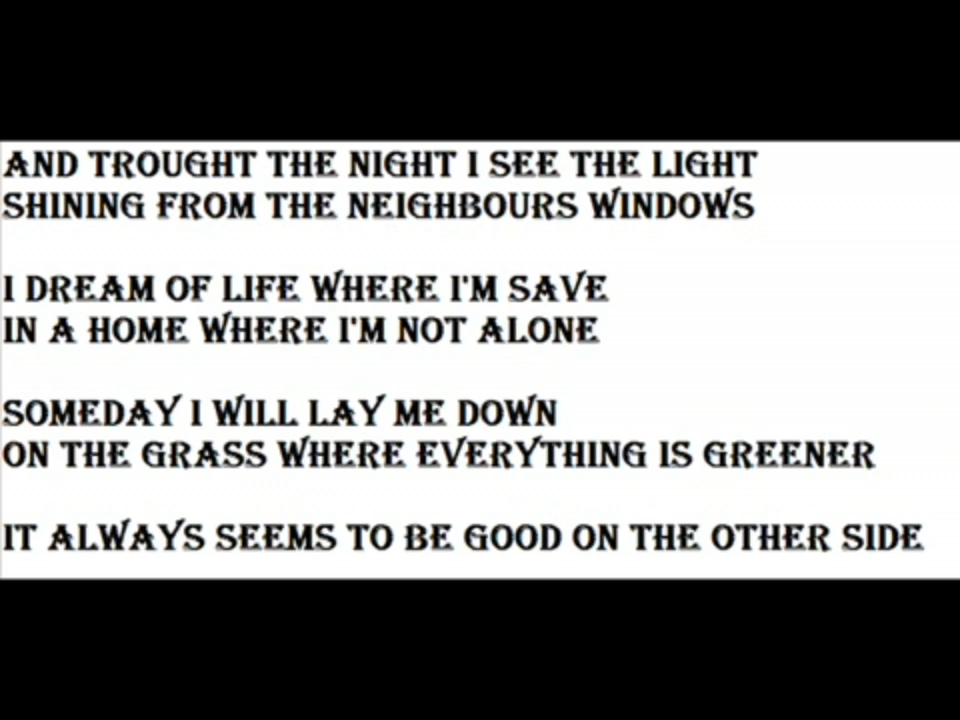 AND TROUGHT THE NIGHT I SEE THE LIGHT
SHINING FROM THE NEIGHBOURS WINDOWS
I DREAM OF LIFE WHERE I'M SAVE
IN A HOME WHERE I'M NOT ALONE
SOMEDAY I WILL LAY ME DOWN
ON THE GRASS WHERE EVERYTHING IS GREENER
IT ALWAYS SEEMS TO BE GOOD ON THE OTHER SIDE